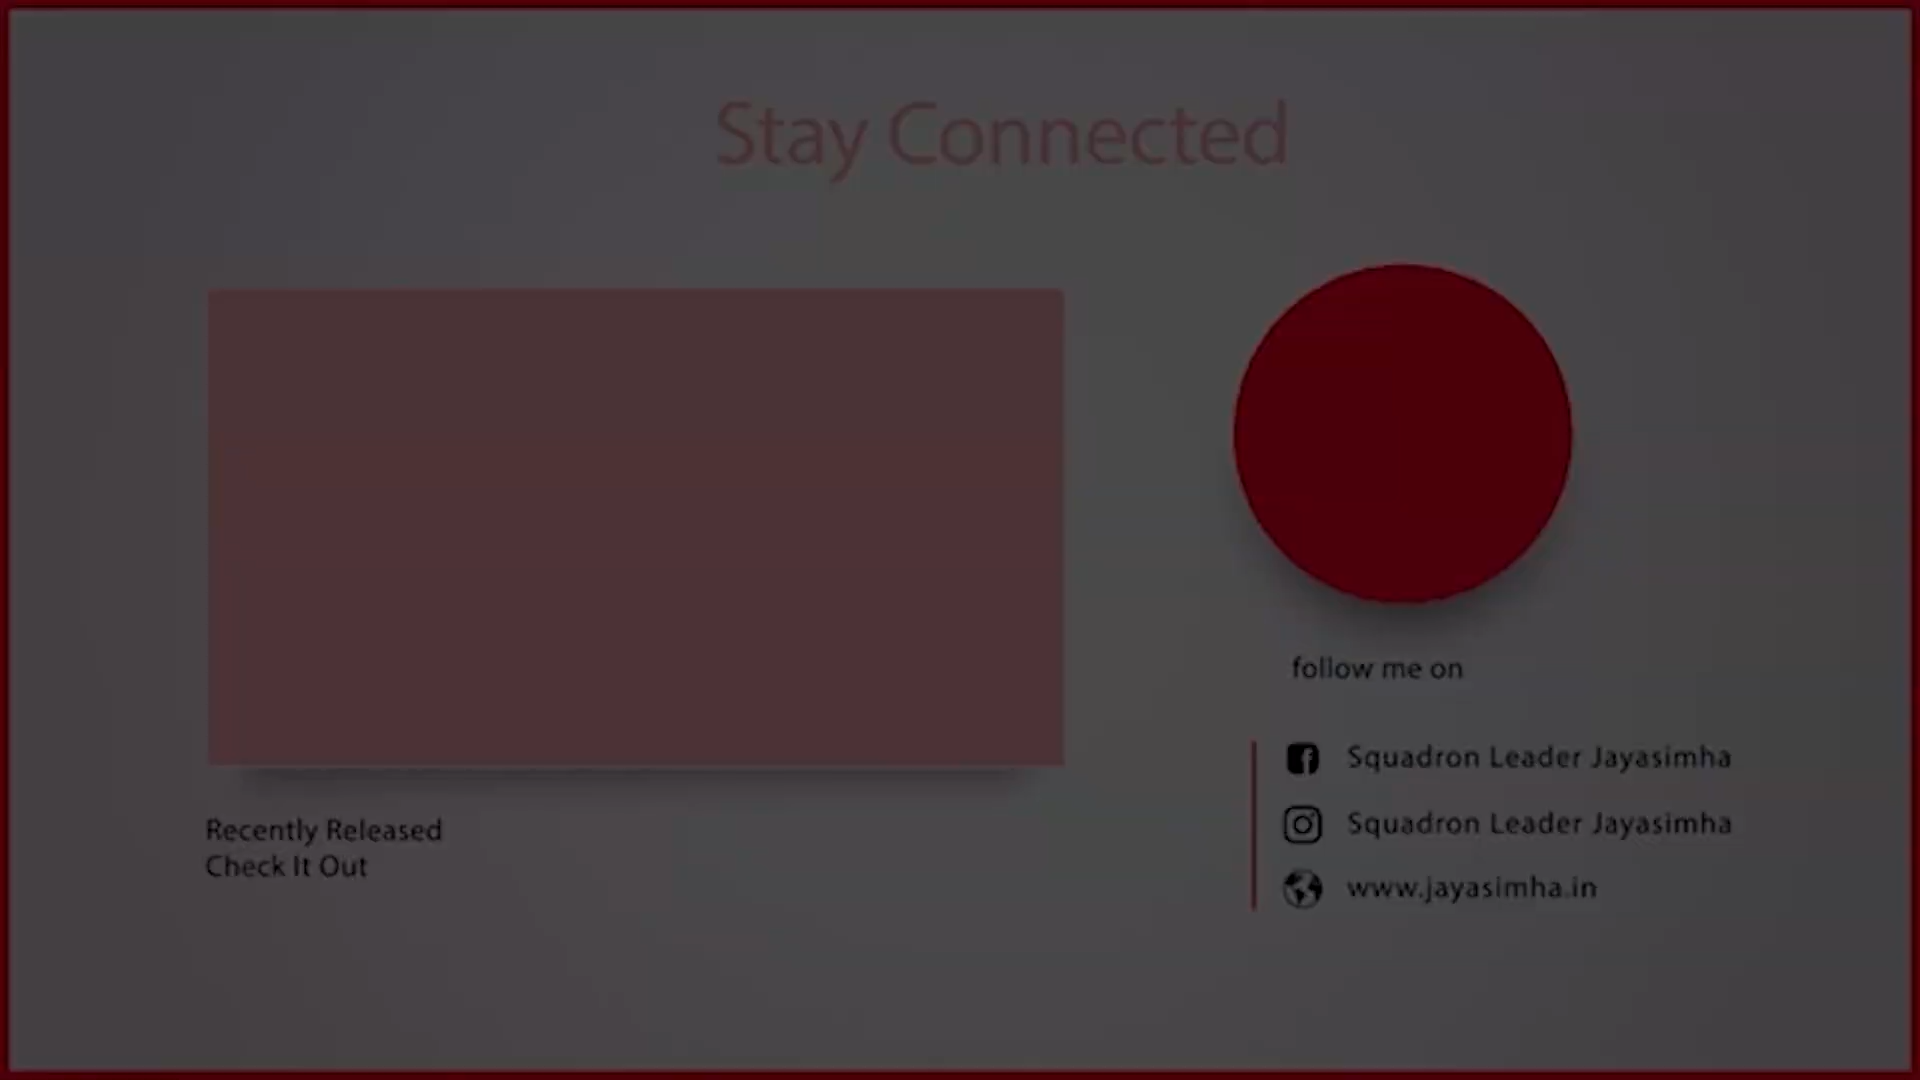 Stay Connected
Recently Released
Check It Out
follow me on
Squadron Leader Jayasimha
Squadron Leader Jayasimha
www.jayasimha.in